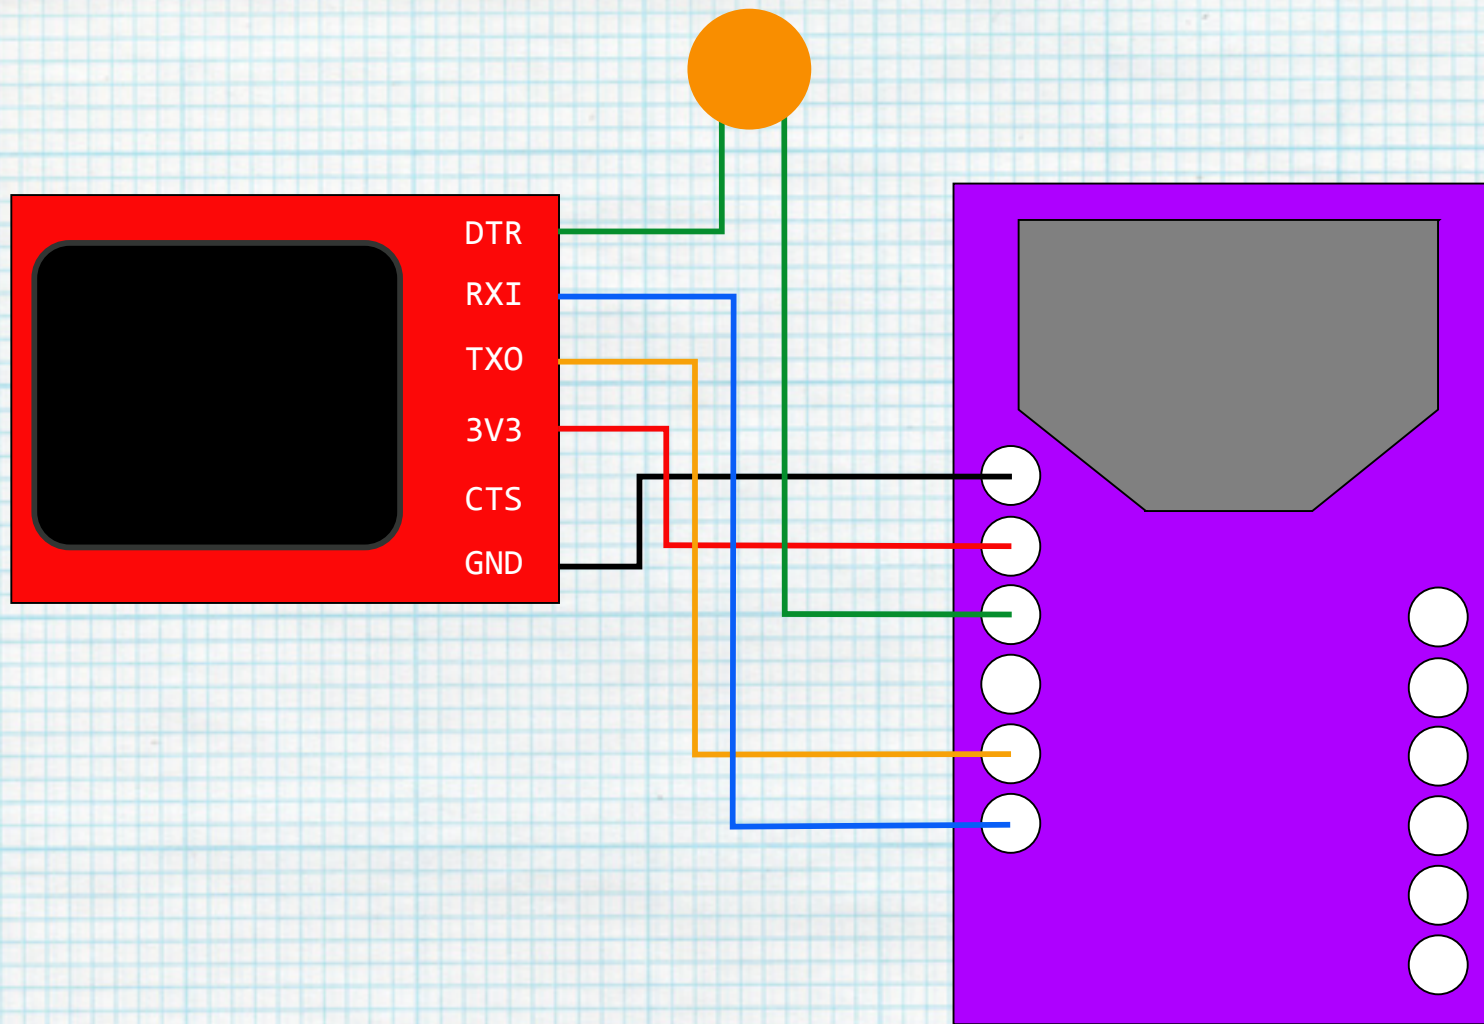 DTR
RXI
TXO
3V3
CTS
GND